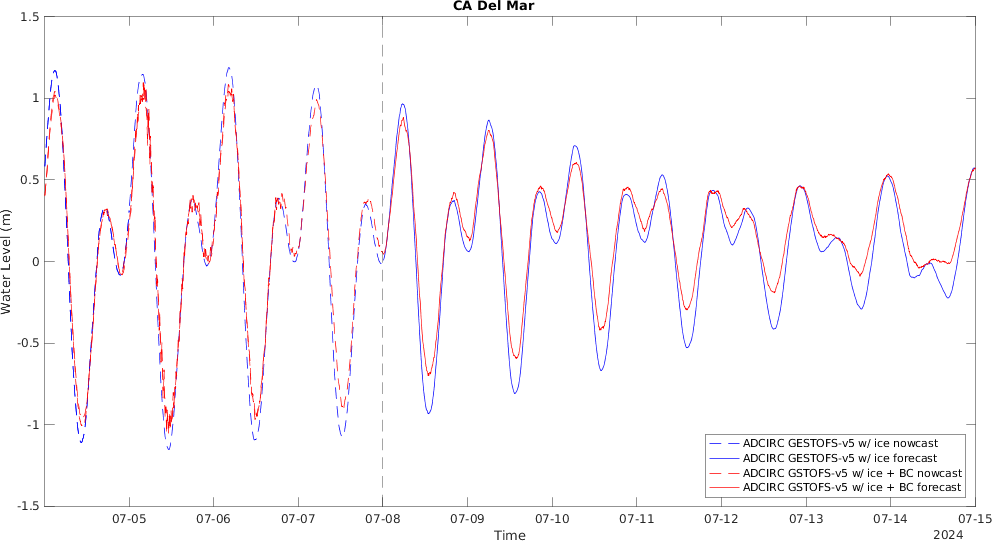 CA Del Mar
1.5
1
0.5
0
-0.5
-1
-1.5
Water Level (m)
07-05
07-06
07-07
07-08
07-09
07-10
07-11
07-12
07-13
07-14
07-15
Time
2024
ADCIRC GESTOFS-v5 w/ ice nowcast
ADCIRC GESTOFS-v5 w/ ice forecast
ADCIRC GSTOFS-v5 w/ ice + BC nowcast
ADCIRC GSTOFS-v5 w/ ice + BC forecast